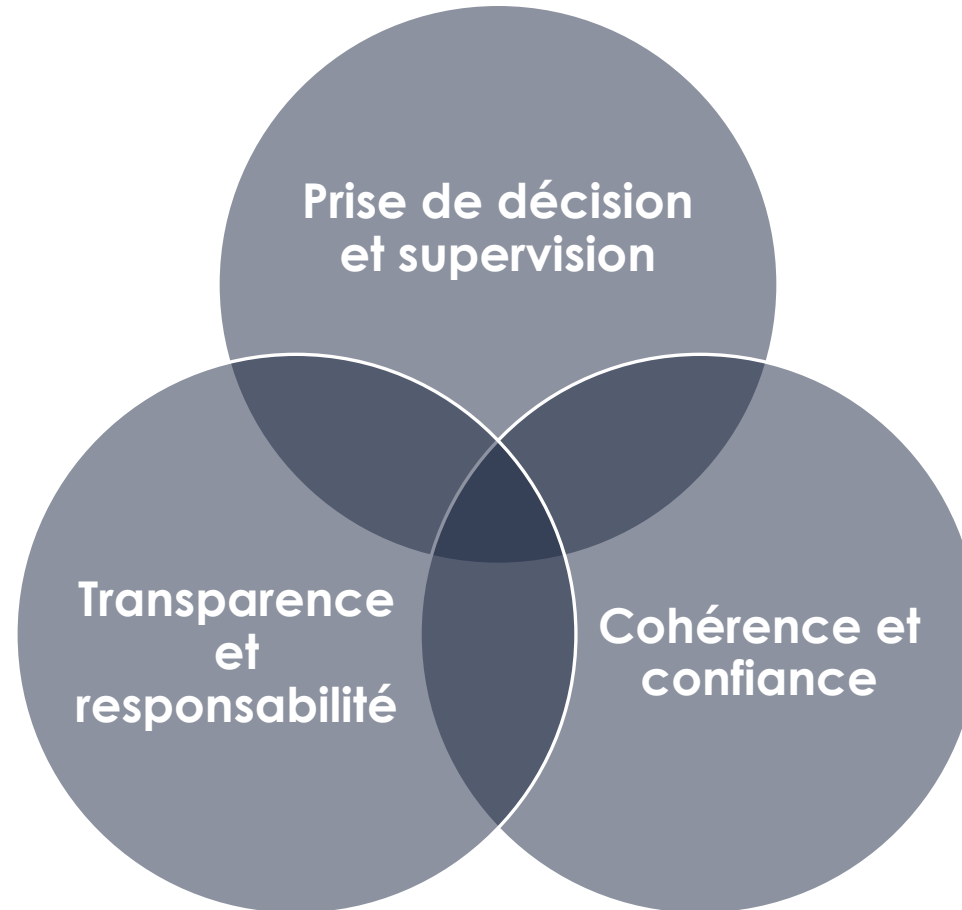 Prise de décision
et supervision
Transparence
et
responsabilité
Cohérence et
confiance